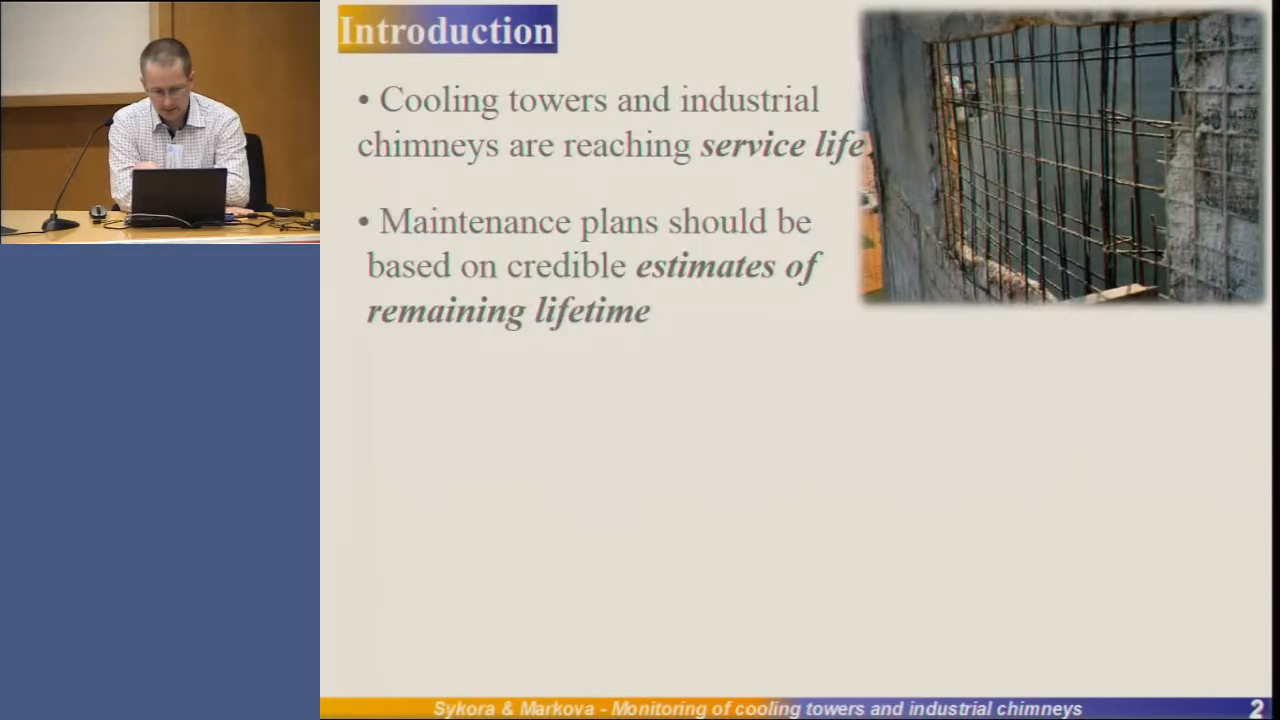 Introduction
• Cooling towers and industrial
chimneys are reaching service life
• Maintenance plans should be
based on credible estimates of
remaining lifetime
Sykora & Markova - Monitoring of cooling towers and industrial chimneys 2